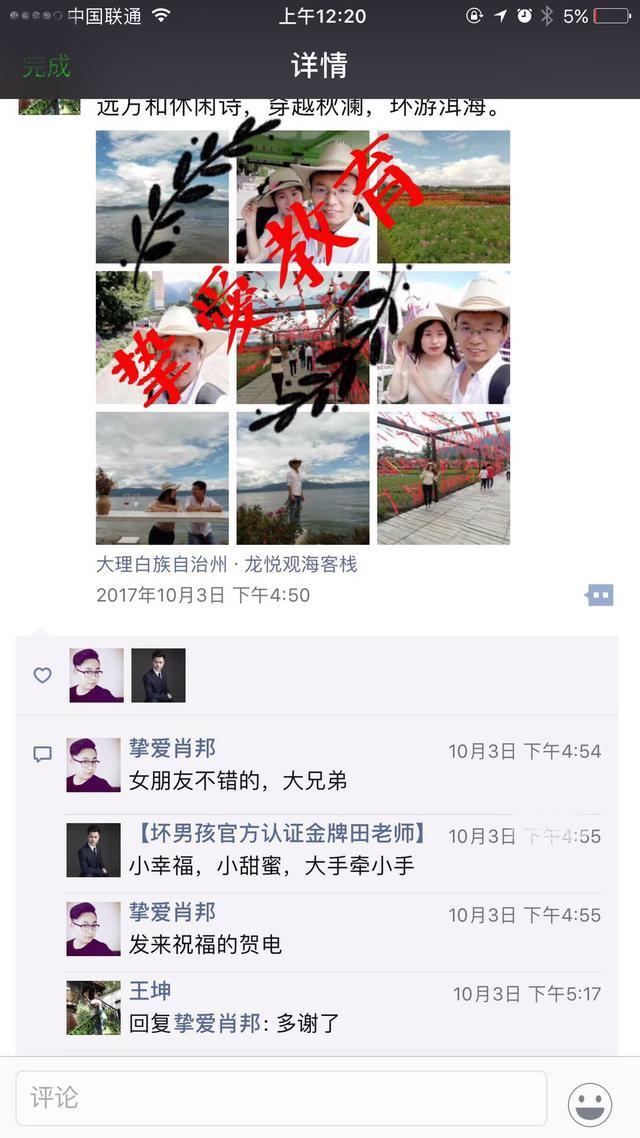 中国联通
上午12:20
5%
完成
详情
远方和休闲诗，穿越秋澜，环游洱海。
挚爱教育
大理白族自治州 · 龙悦观海客栈
2017年10月3日 下午4:50
挚爱肖邦
10月3日 下午4:54
女朋友不错的，大兄弟
【坏男孩官方认证金牌田老师】
10月3日 下午4:55
小幸福，小甜蜜，大手牵小手
挚爱肖邦
10月3日 下午4:55
发来祝福的贺电
王坤
10月3日 下午5:17
回复挚爱肖邦: 多谢了
评论